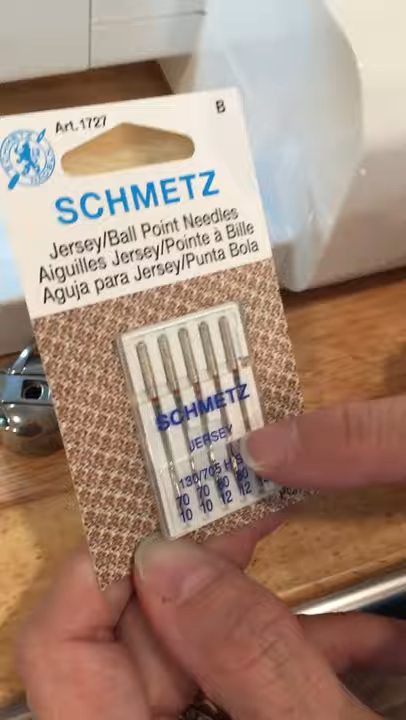 Art.1727
B
SCHMETZ
Jersey/Ball Point Needles
Aiguilles Jersey/Pointe à Bille
Aguja para Jersey/Punta Bola
SCHMETZ
JERSEY
130/705 H-S
70 70 80 80
10 10 12 12